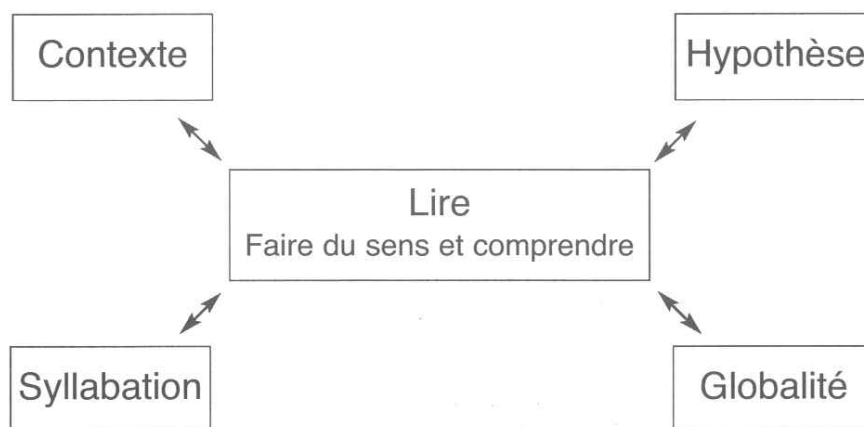 Contexte
Hypothèse
Lire
Faire du sens et comprendre
Syllabation
Globalité